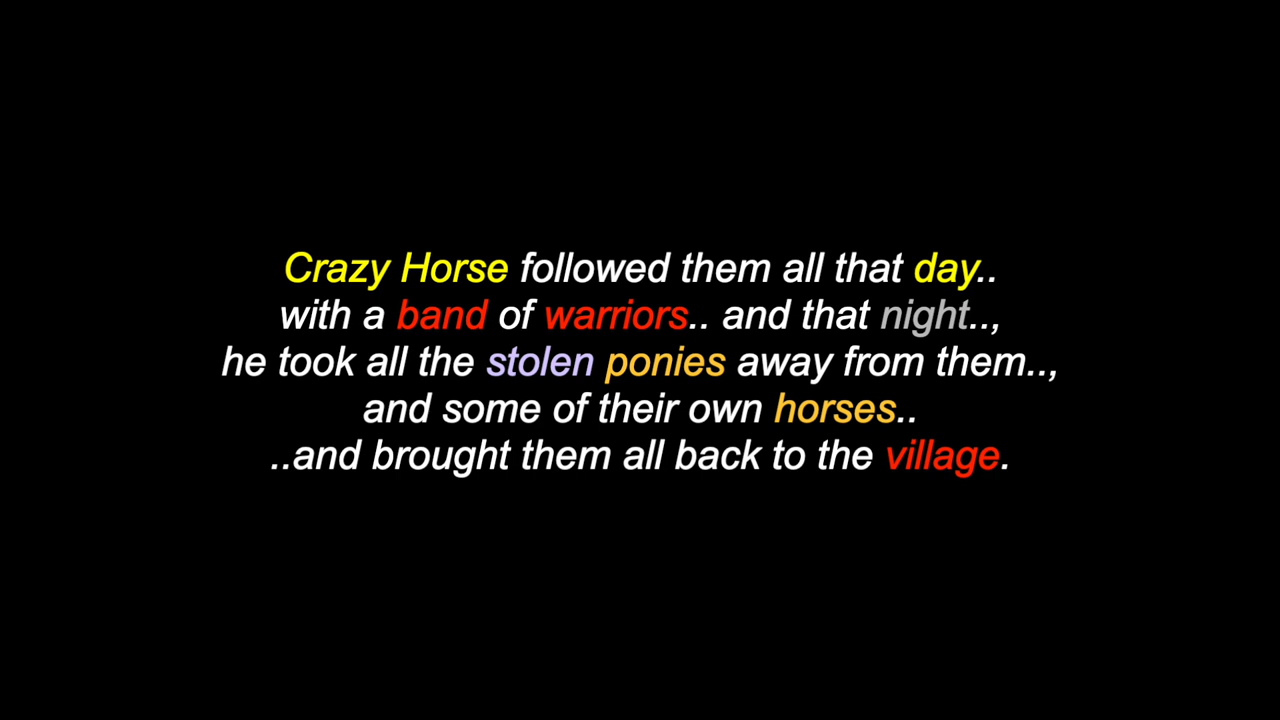 Crazy Horse followed them all that day..
with a band of warriors.. and that night..,
he took all the stolen ponies away from them..,
and some of their own horses..
..and brought them all back to the village.